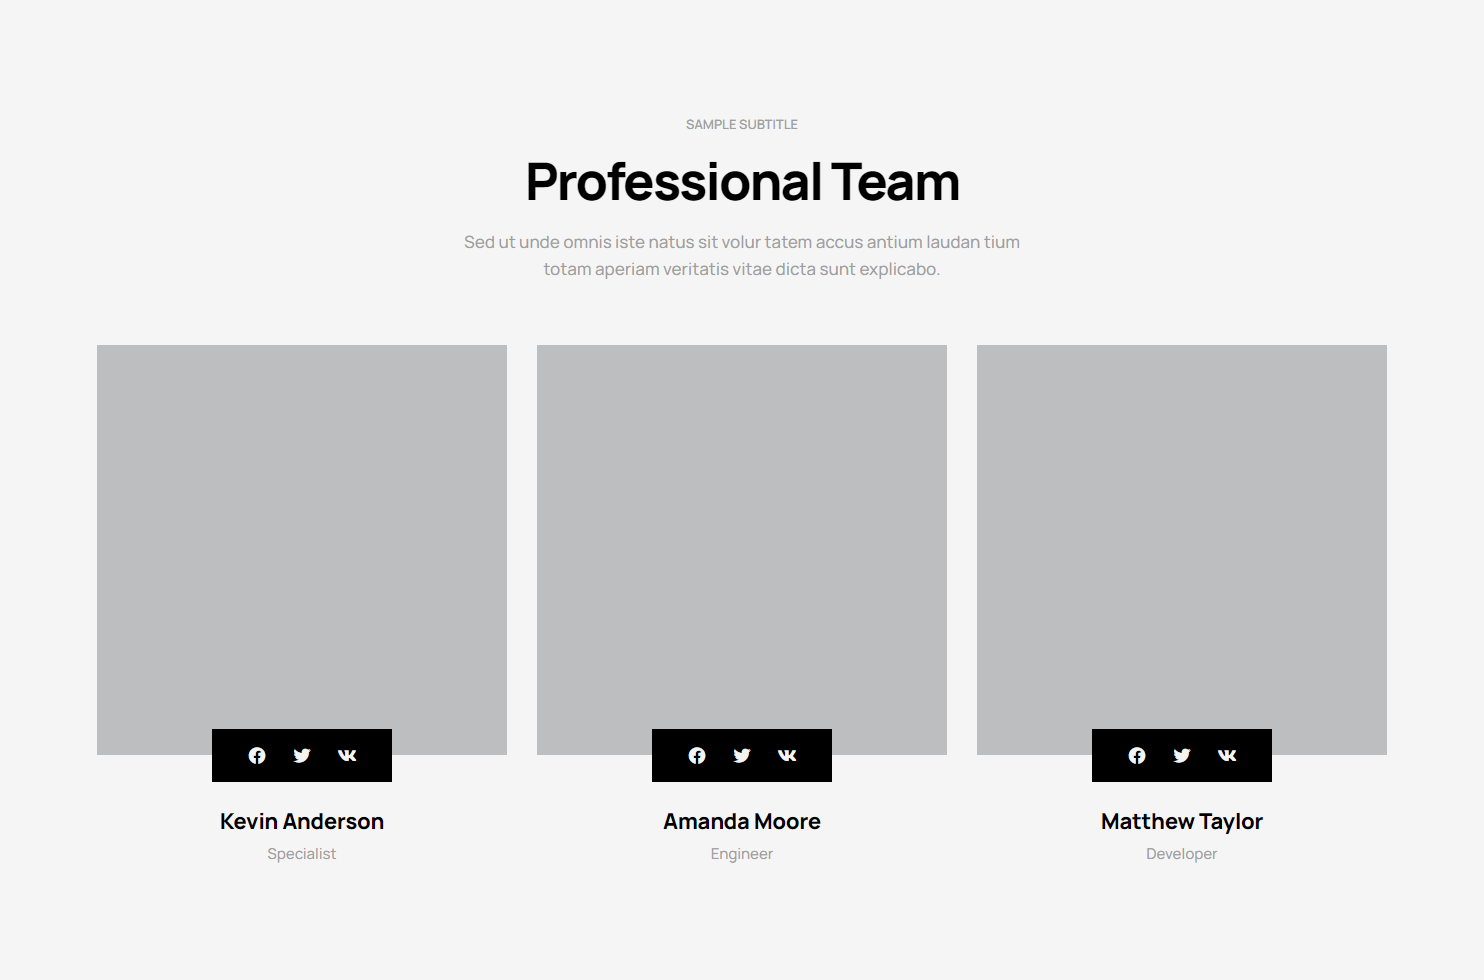 SAMPLE SUBTITLE
Professional Team
Sed ut unde omnis iste natus sit volur tatem accus antium laudan tium
totam aperiam veritatis vitae dicta sunt explicabo.
Kevin Anderson
Specialist
Amanda Moore
Engineer
Matthew Taylor
Developer